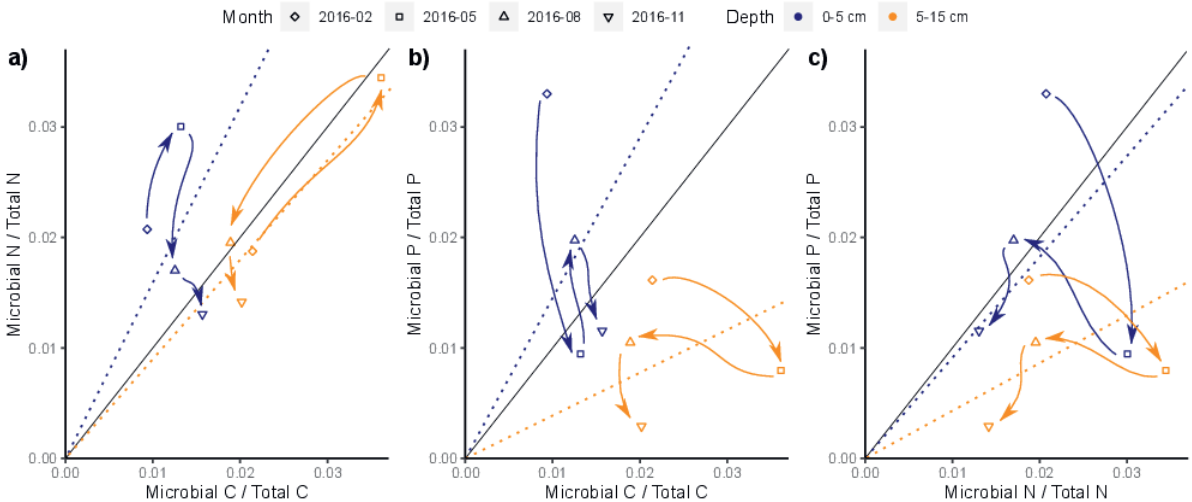 Month 2016-02 2016-05 2016-08 2016-11 Depth 0-5 cm 5-15 cm
a)
Microbial N / Total N
0.03
0.02
0.01
0.00
0.00 0.01 0.02 0.03
Microbial C / Total C
b)
Microbial P / Total P
0.03
0.02
0.01
0.00
0.00 0.01 0.02 0.03
Microbial C / Total C
c)
Microbial P / Total P
0.03
0.02
0.01
0.00
0.00 0.01 0.02 0.03
Microbial N / Total N